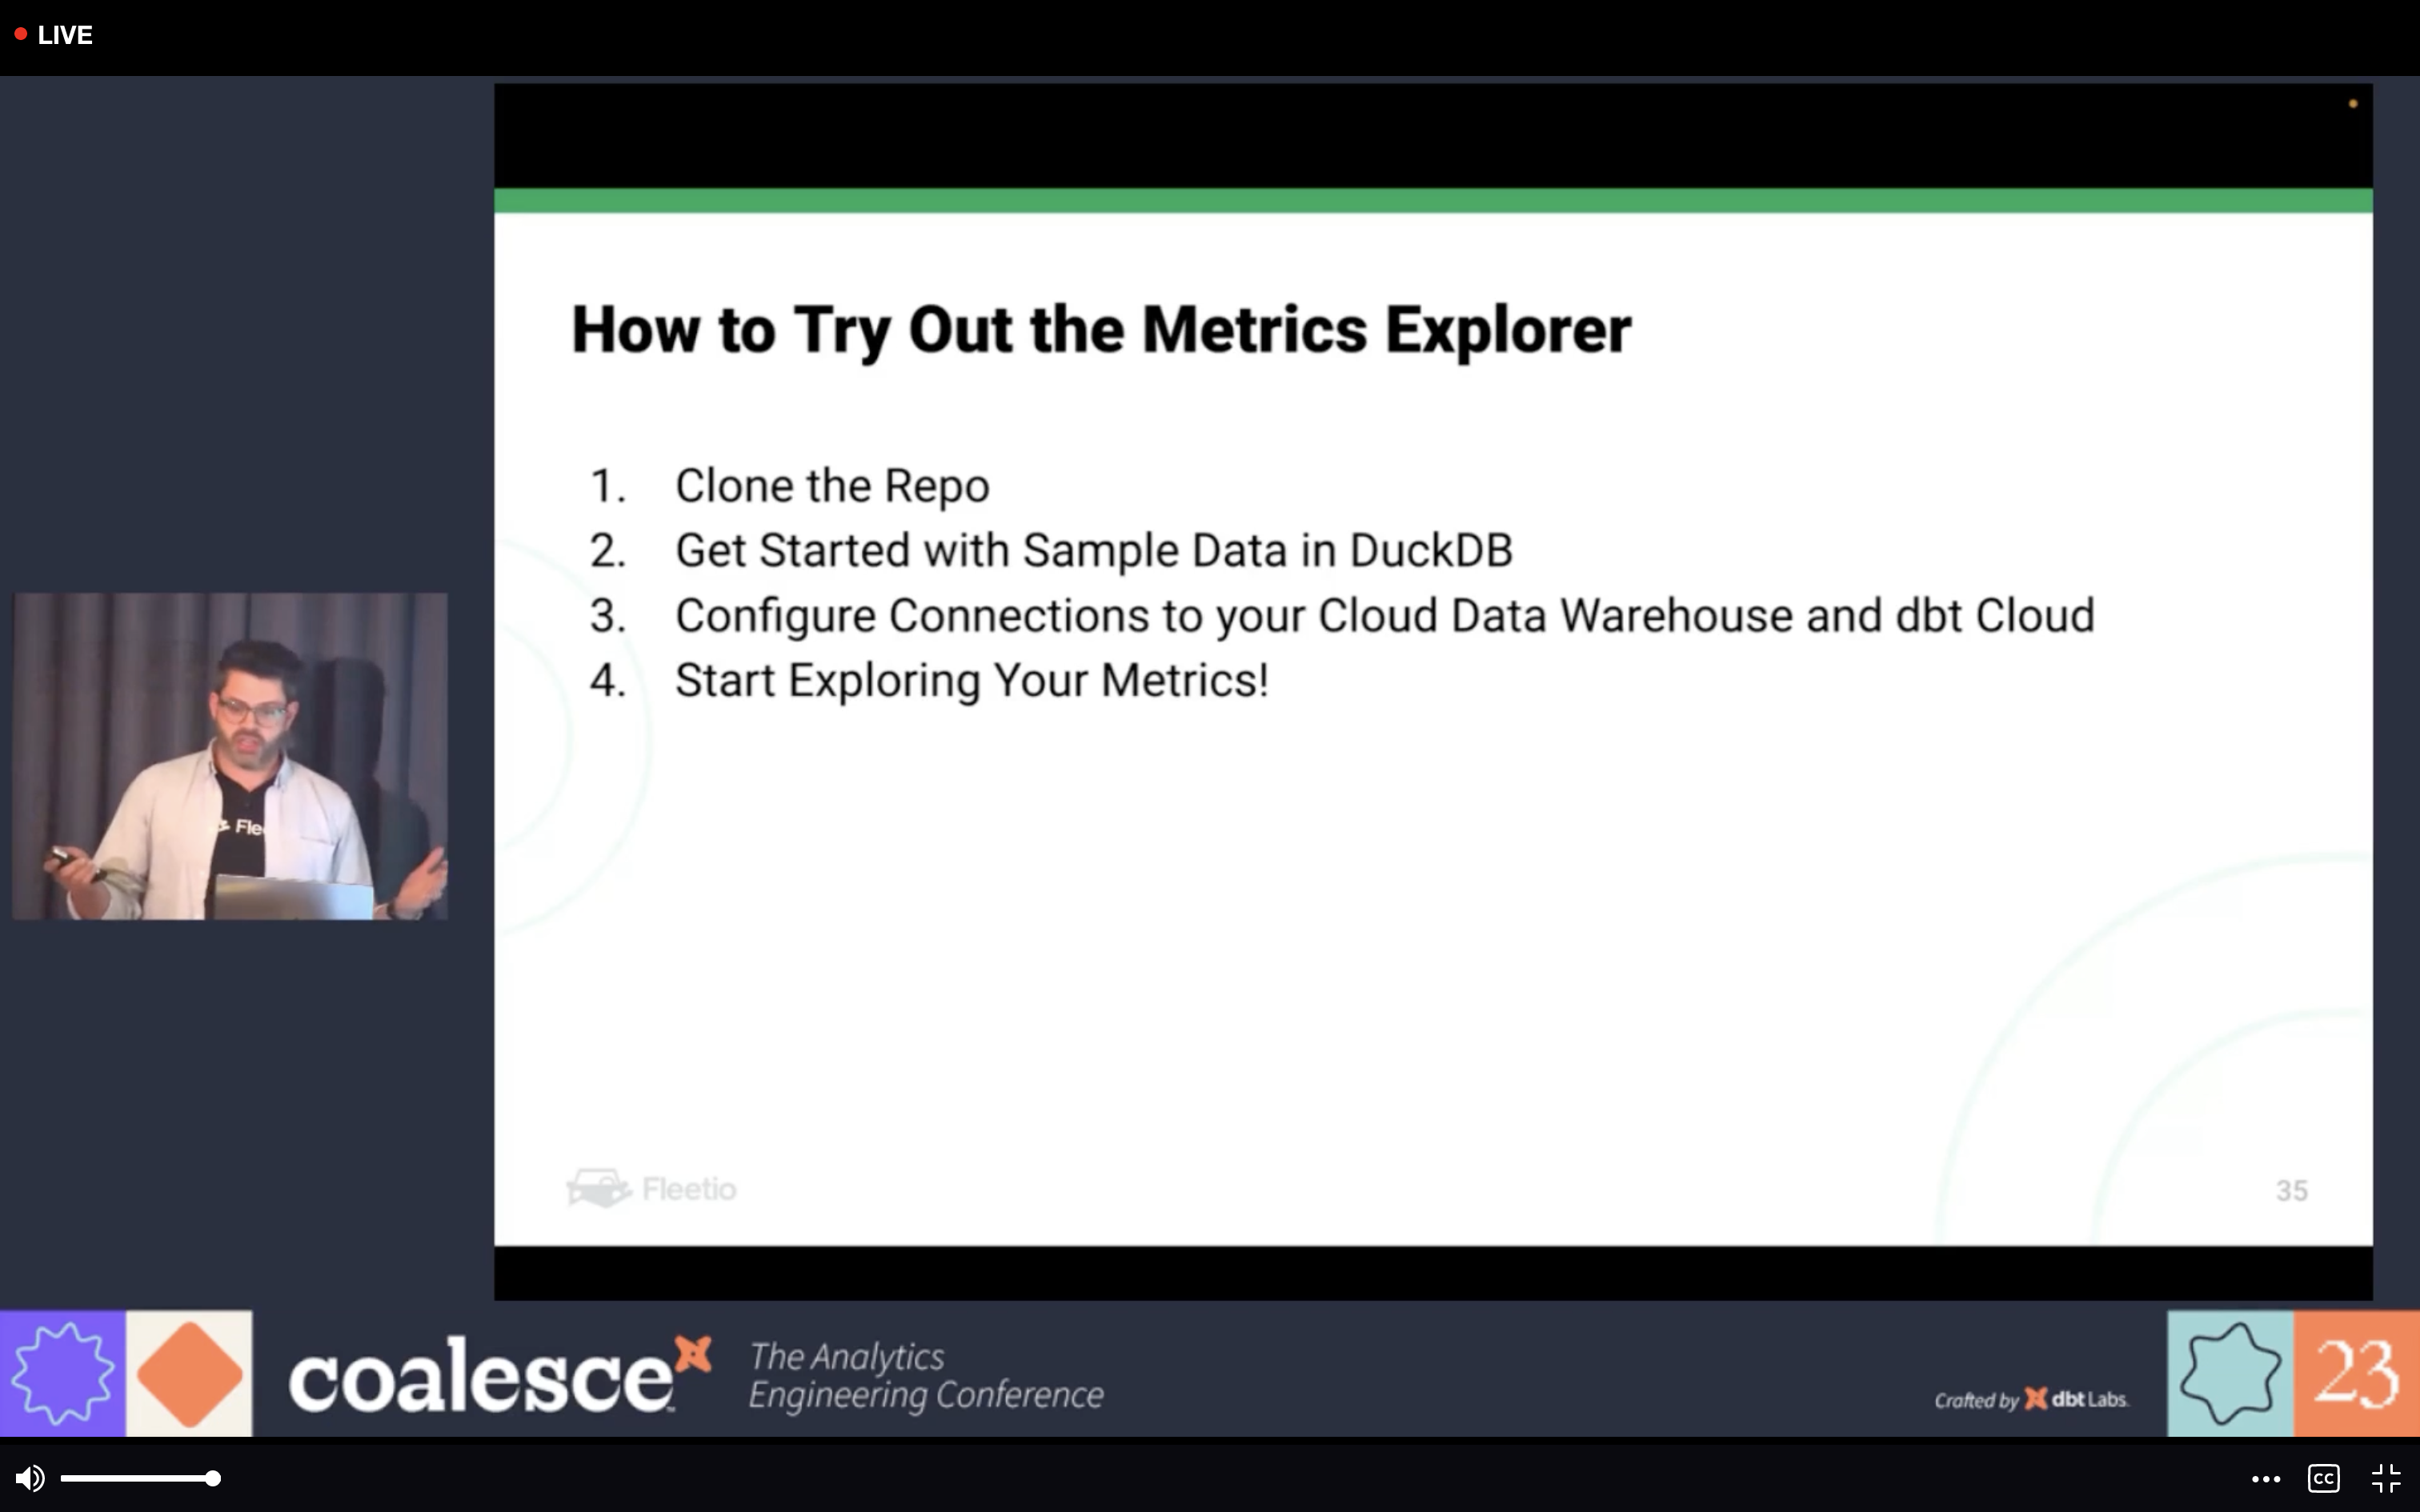 LIVE
How to Try Out the Metrics Explorer
1. Clone the Repo
2. Get Started with Sample Data in DuckDB
3. Configure Connections to your Cloud Data Warehouse and dbt Cloud
4. Start Exploring Your Metrics!
Flee
Fleetio
35
coalesce
The Analytics
Engineering Conference
Crafted by dbt Labs
23
CC